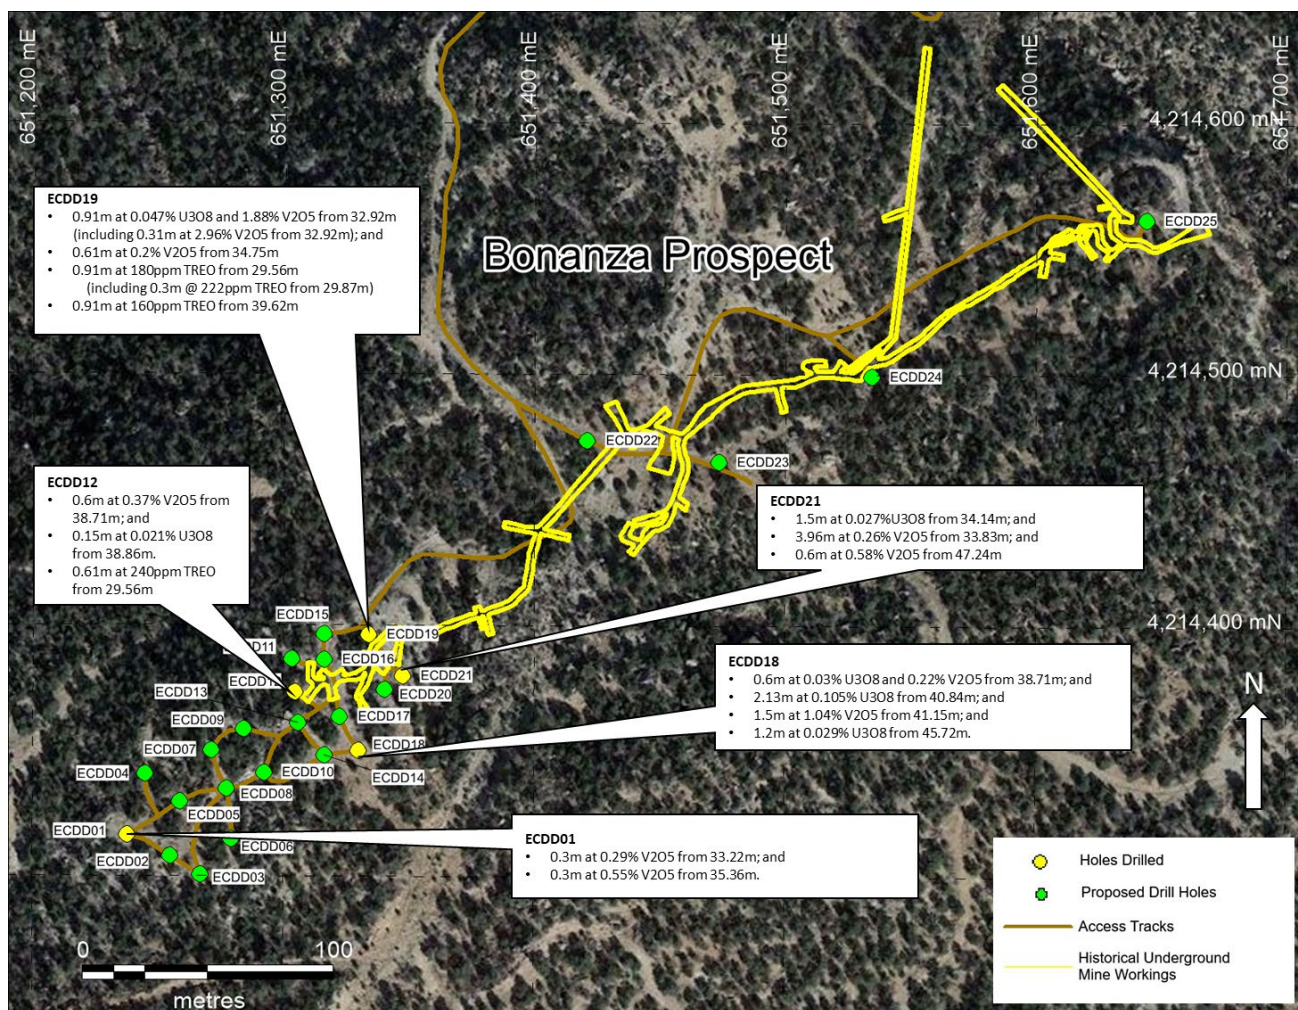 651,200 mE
651,300 mE
651,400 mE
651,500 mE
651,600 mE
651,700 mE
4,214,600 mN
ECDD19
• 0.91m at 0.047% U3O8 and 1.88% V2O5 from 32.92m
(including 0.31m at 2.96% V2O5 from 32.92m); and
• 0.61m at 0.2% V2O5 from 34.75m
• 0.91m at 180ppm TREO from 29.56m
(including 0.3m @ 222ppm TREO from 29.87m)
• 0.91m at 160ppm TREO from 39.62m
Bonanza Prospect
ECDD25
4,214,500 mN
ECDD24
ECDD22
ECDD23
ECDD12
• 0.6m at 0.37% V2O5 from
38.71m; and
• 0.15m at 0.021% U3O8
from 38.86m.
• 0.61m at 240ppm TREO
from 29.56m
ECDD21
• 1.5m at 0.027%U3O8 from 34.14m; and
• 3.96m at 0.26% V2O5 from 33.83m; and
• 0.6m at 0.58% V2O5 from 47.24m
4,214,400 mN
ECDD15
ECDD19
D11
ECDD16
ECDD21
ECDD1
ECDD20
ECDD13
ECDD17
ECDD09
ECDD18
ECDD07
ECDD10
ECDD14
ECDD04
ECDD08
ECDD05
ECDD01
ECDD06
ECDD02
ECDD03
ECDD18
• 0.6m at 0.03% U3O8 and 0.22% V2O5 from 38.71m; and
• 2.13m at 0.105% U3O8 from 40.84m; and
• 1.5m at 1.04% V2O5 from 41.15m; and
• 1.2m at 0.029% U3O8 from 45.72m.
N
ECDD01
• 0.3m at 0.29% V2O5 from 33.22m; and
• 0.3m at 0.55% V2O5 from 35.36m.
Holes Drilled
Proposed Drill Holes
Access Tracks
Historical Underground
Mine Workings
0 100
metres